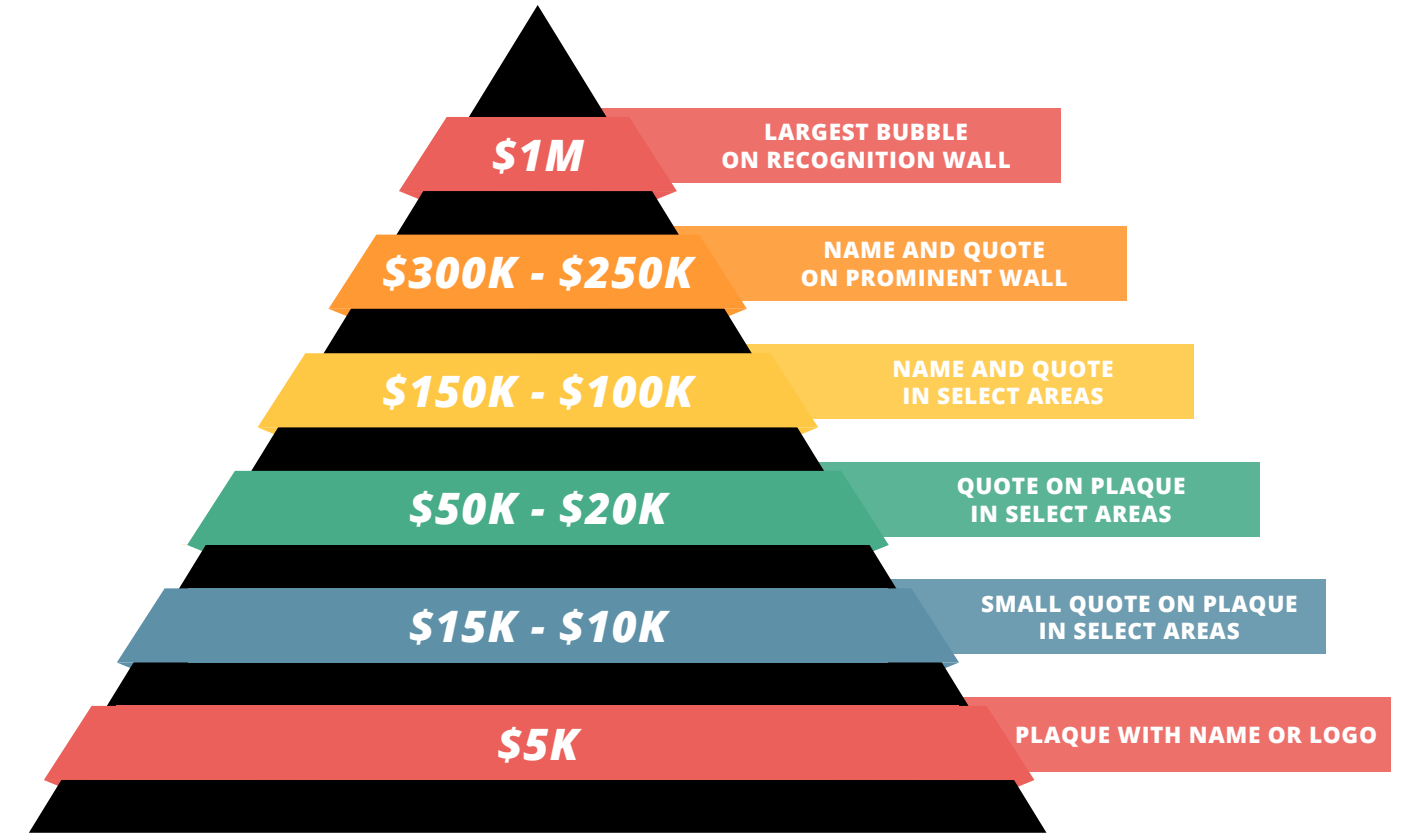 $1M
LARGEST BUBBLE
ON RECOGNITION WALL
$300K - $250K
NAME AND QUOTE
ON PROMINENT WALL
$150K - $100K
NAME AND QUOTE
IN SELECT AREAS
$50K - $20K
QUOTE ON PLAQUE
IN SELECT AREAS
$15K - $10K
SMALL QUOTE ON PLAQUE
IN SELECT AREAS
$5K
PLAQUE WITH NAME OR LOGO